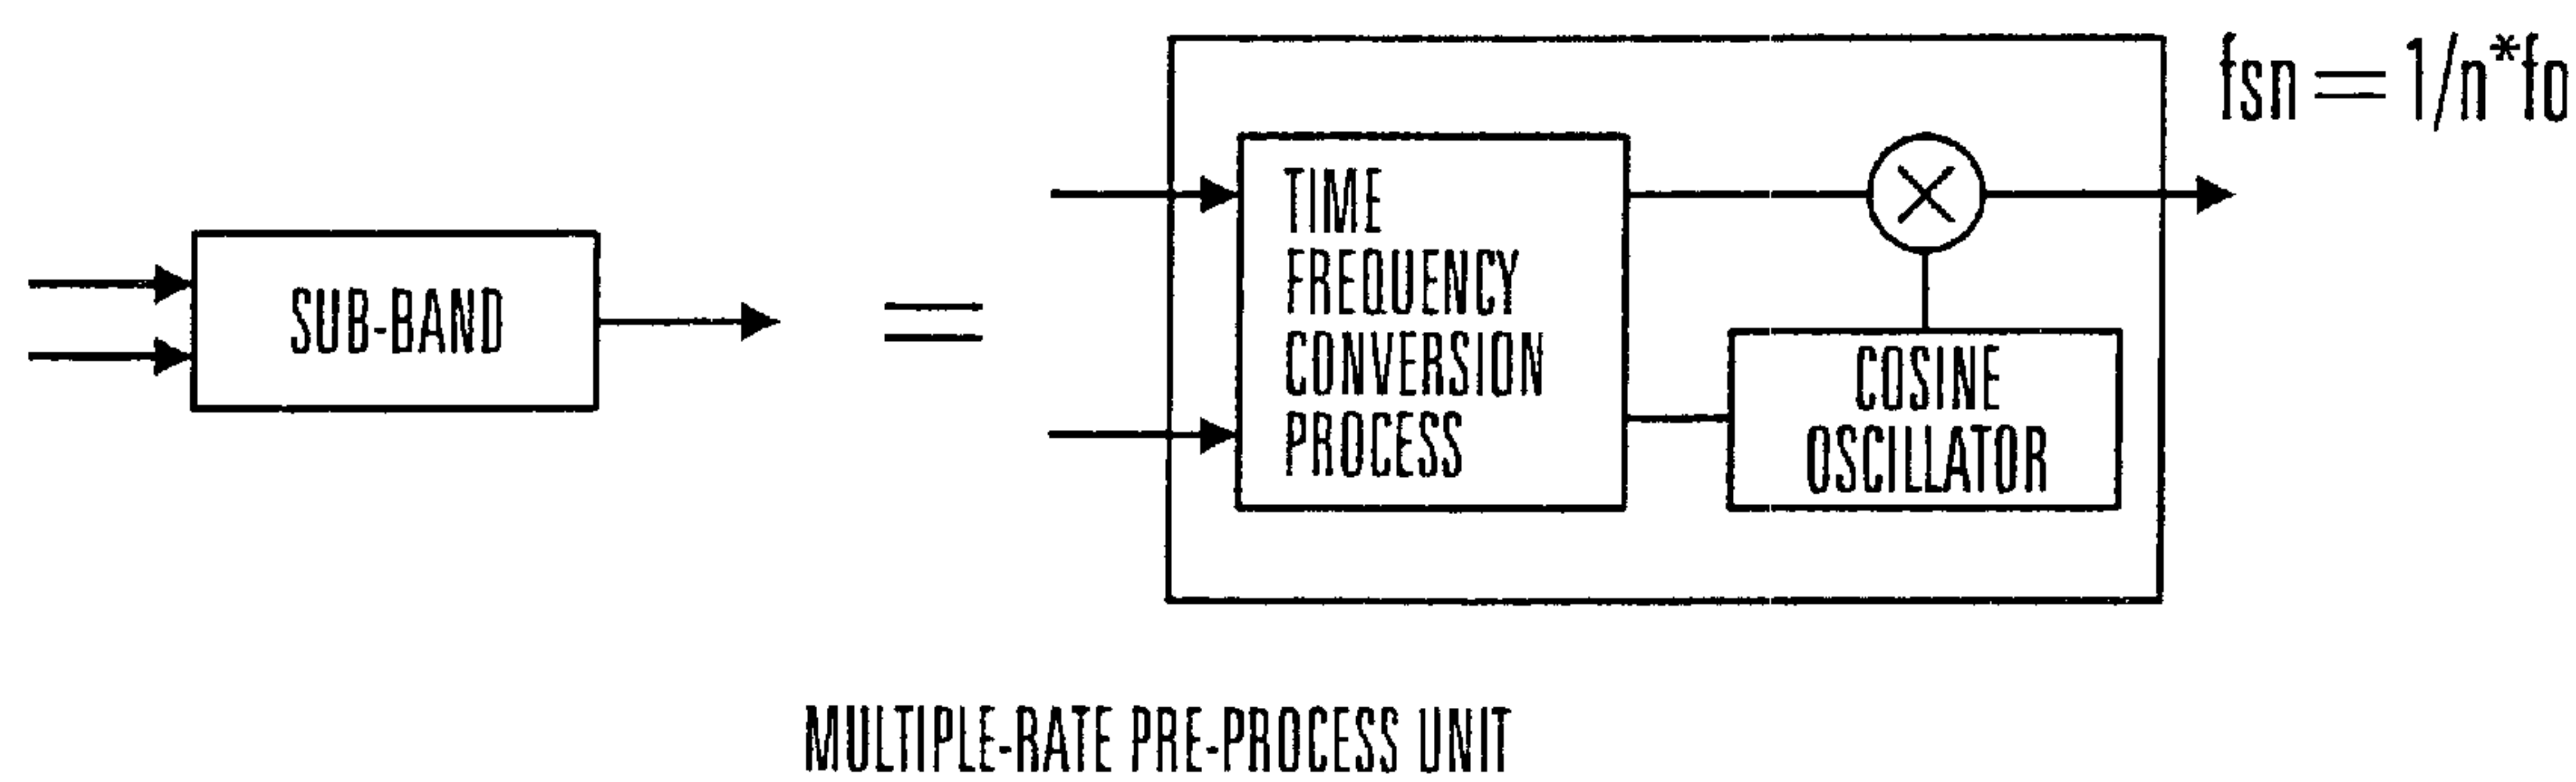 fsn = 1/n*fo
SUB-BAND
=
TIME
FREQUENCY
CONVERSION
PROCESS
COSINE
OSCILLATOR
MULTIPLE-RATE PRE-PROCESS UNIT